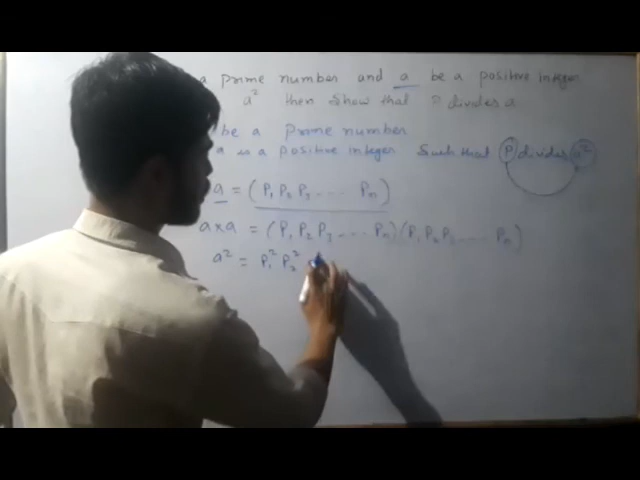 a prime number and a be a positive integer
a² then show that divides a
be a prime number
a is a positive integer Such that P divides a²
a = (P₁ P₂ P₃ ---- Pₙ)
a×a = (P₁ P₂ P₃ ---- Pₙ)(P₁ P₂ P₃ ---- Pₙ)
a² = P₁² P₂²